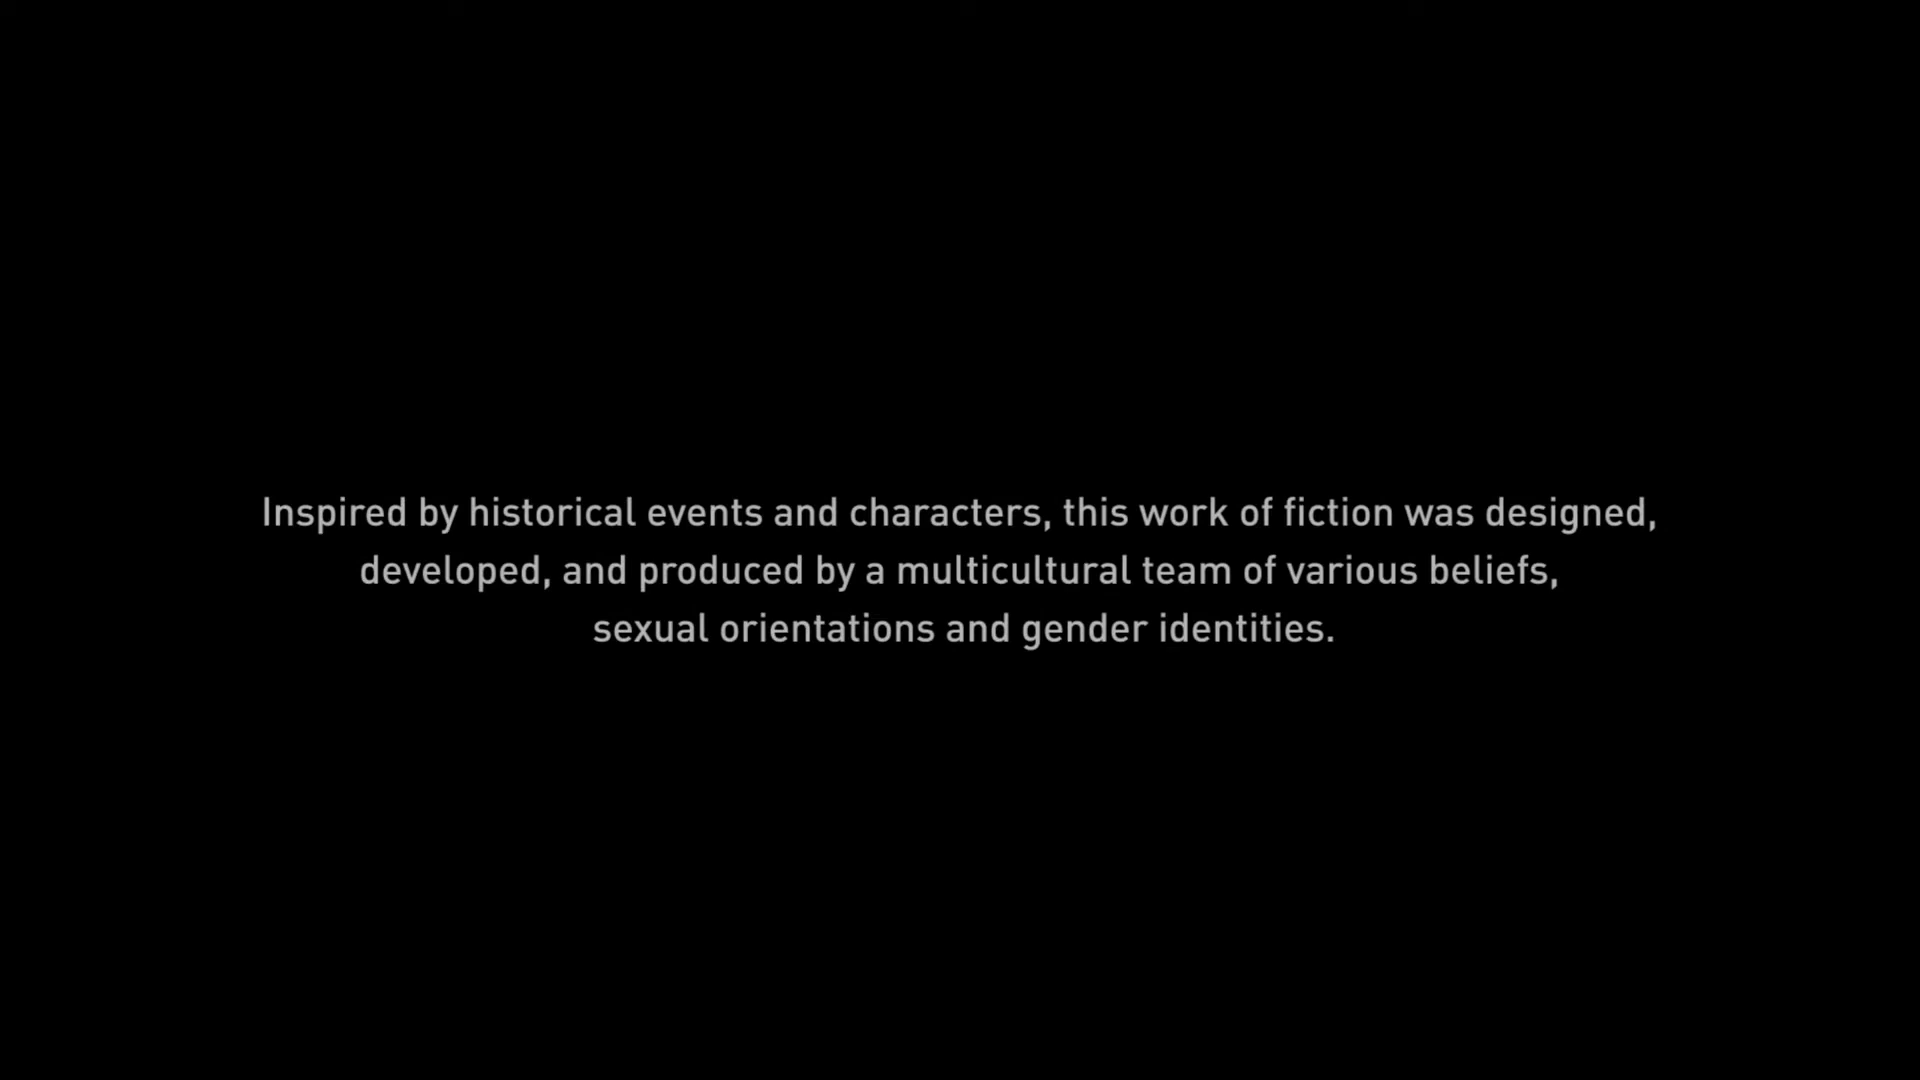 Inspired by historical events and characters, this work of fiction was designed,
developed, and produced by a multicultural team of various beliefs,
sexual orientations and gender identities.